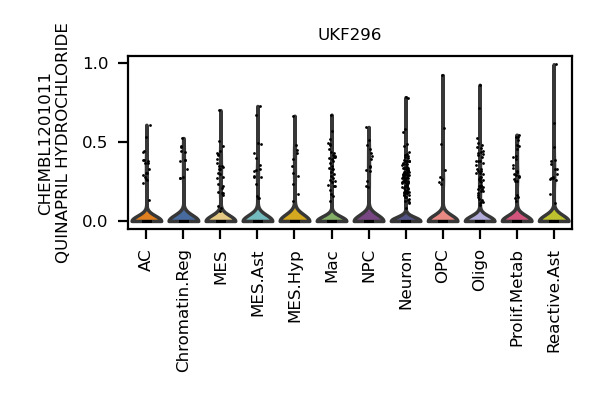 UKF296
CHEMBL1201011
QUINAPRIL HYDROCHLORIDE
1.0
0.5
0.0
AC
Chromatin.Reg
MES
MES.Ast
MES.Hyp
Mac
NPC
Neuron
OPC
Oligo
Prolif.Metab
Reactive.Ast